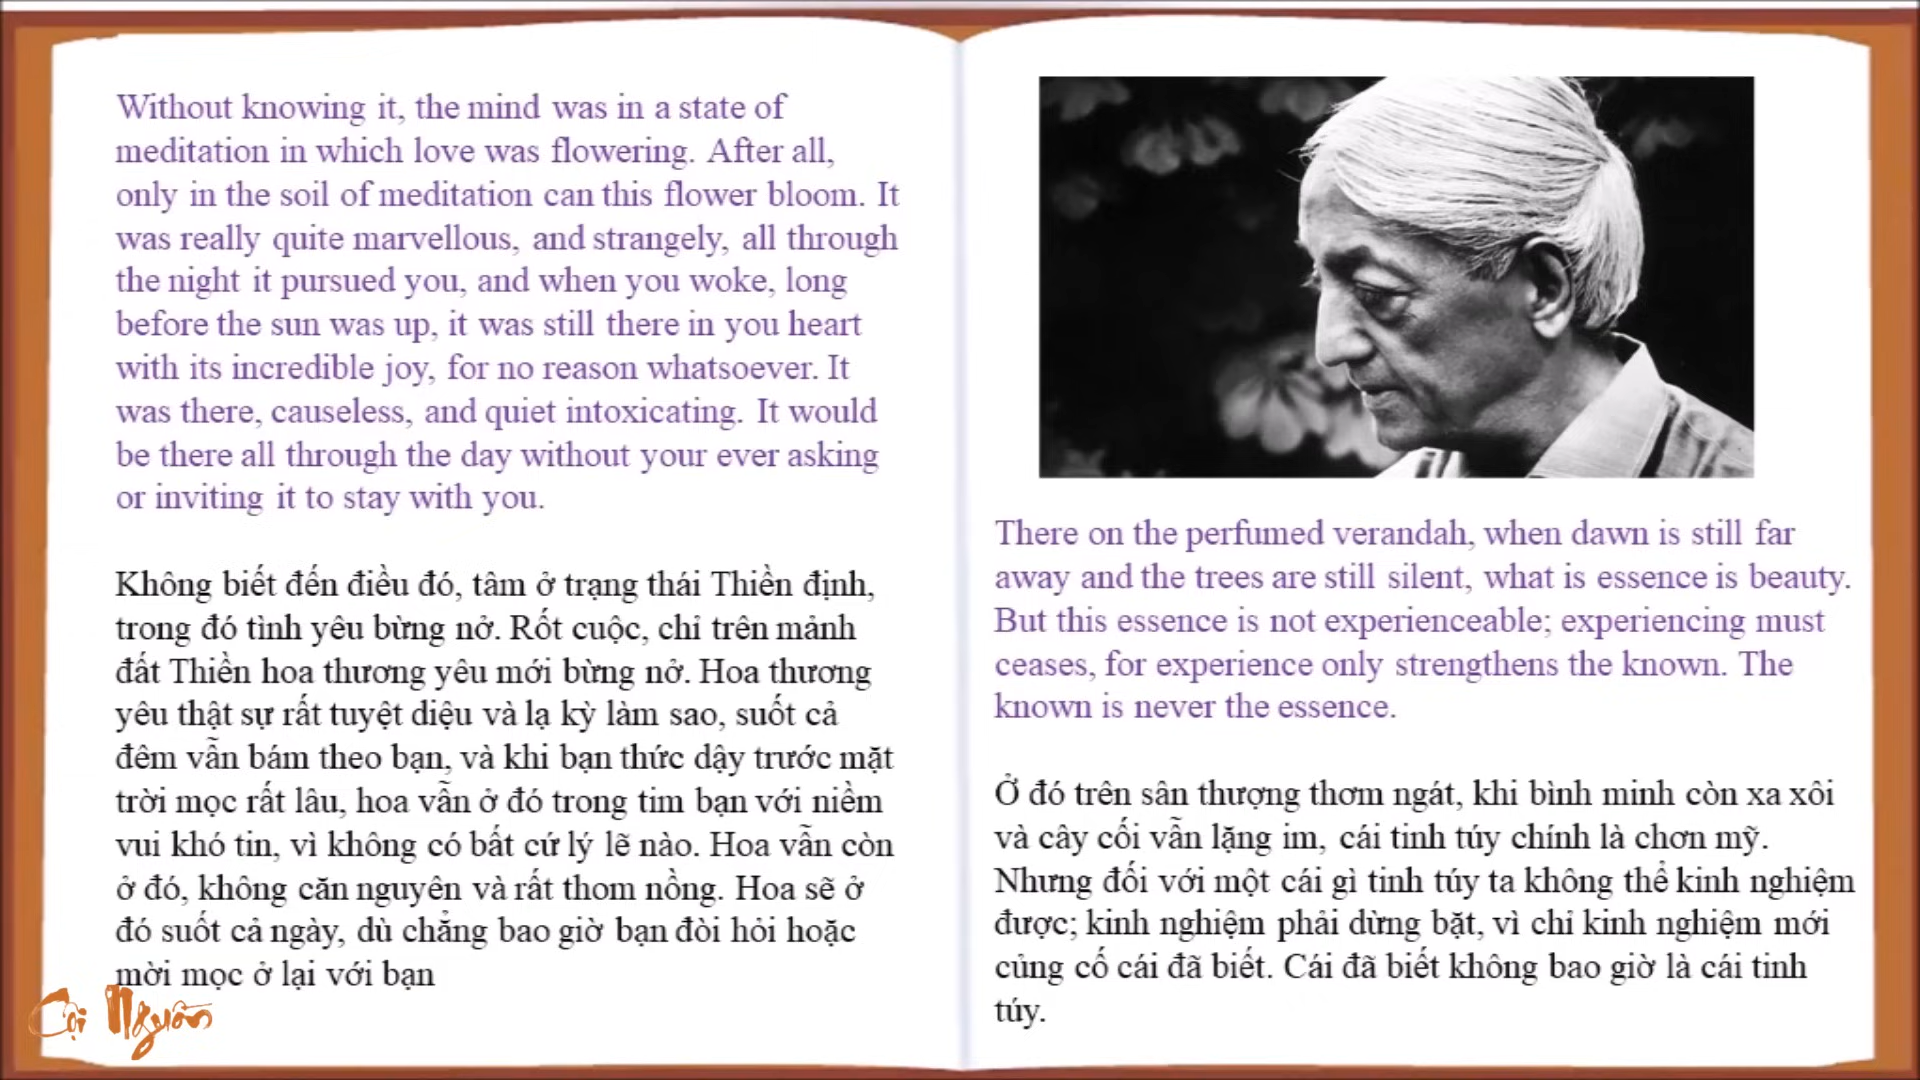 Without knowing it, the mind was in a state of
meditation in which love was flowering. After all,
only in the soil of meditation can this flower bloom. It
was really quite marvellous, and strangely, all through
the night it pursued you, and when you woke, long
before the sun was up, it was still there in you heart
with its incredible joy, for no reason whatsoever. It
was there, causeless, and quiet intoxicating. It would
be there all through the day without your ever asking
or inviting it to stay with you.
Không biết đến điều đó, tâm ở trạng thái Thiền định,
trong đó tình yêu bừng nở. Rốt cuộc, chỉ trên mảnh
đất Thiền hoa thương yêu mới bừng nở. Hoa thương
yêu thật sự rất tuyệt diệu và lạ kỳ làm sao, suốt cả
đêm vẫn bám theo bạn, và khi bạn thức dậy trước mặt
trời mọc rất lâu, hoa vẫn ở đó trong tim bạn với niềm
vui khó tin, vì không có bất cứ lý lẽ nào. Hoa vẫn còn
ở đó, không căn nguyên và rất thom nồng. Hoa sẽ ở
đó suốt cả ngày, dù chẳng bao giờ bạn đòi hỏi hoặc
mời mọc ở lại với bạn
Cội Nguồn
There on the perfumed verandah, when dawn is still far
away and the trees are still silent, what is essence is beauty.
But this essence is not experienceable; experiencing must
ceases, for experience only strengthens the known. The
known is never the essence.
Ở đó trên sân thượng thơm ngát, khi bình minh còn xa xôi
và cây cối vẫn lặng im, cái tinh túy chính là chơn mỹ.
Nhưng đối với một cái gì tinh túy ta không thể kinh nghiệm
được; kinh nghiệm phải dừng bặt, vì chỉ kinh nghiệm mới
củng cố cái đã biết. Cái đã biết không bao giờ là cái tinh
túy.